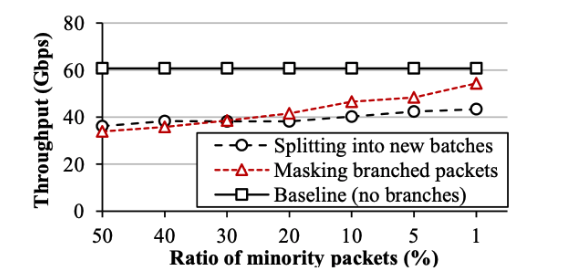 80
60
40
20
0
Throughput (Gbps)
Splitting into new batches
Masking branched packets
Baseline (no branches)
50 40 30 20 10 5 1
Ratio of minority packets (%)